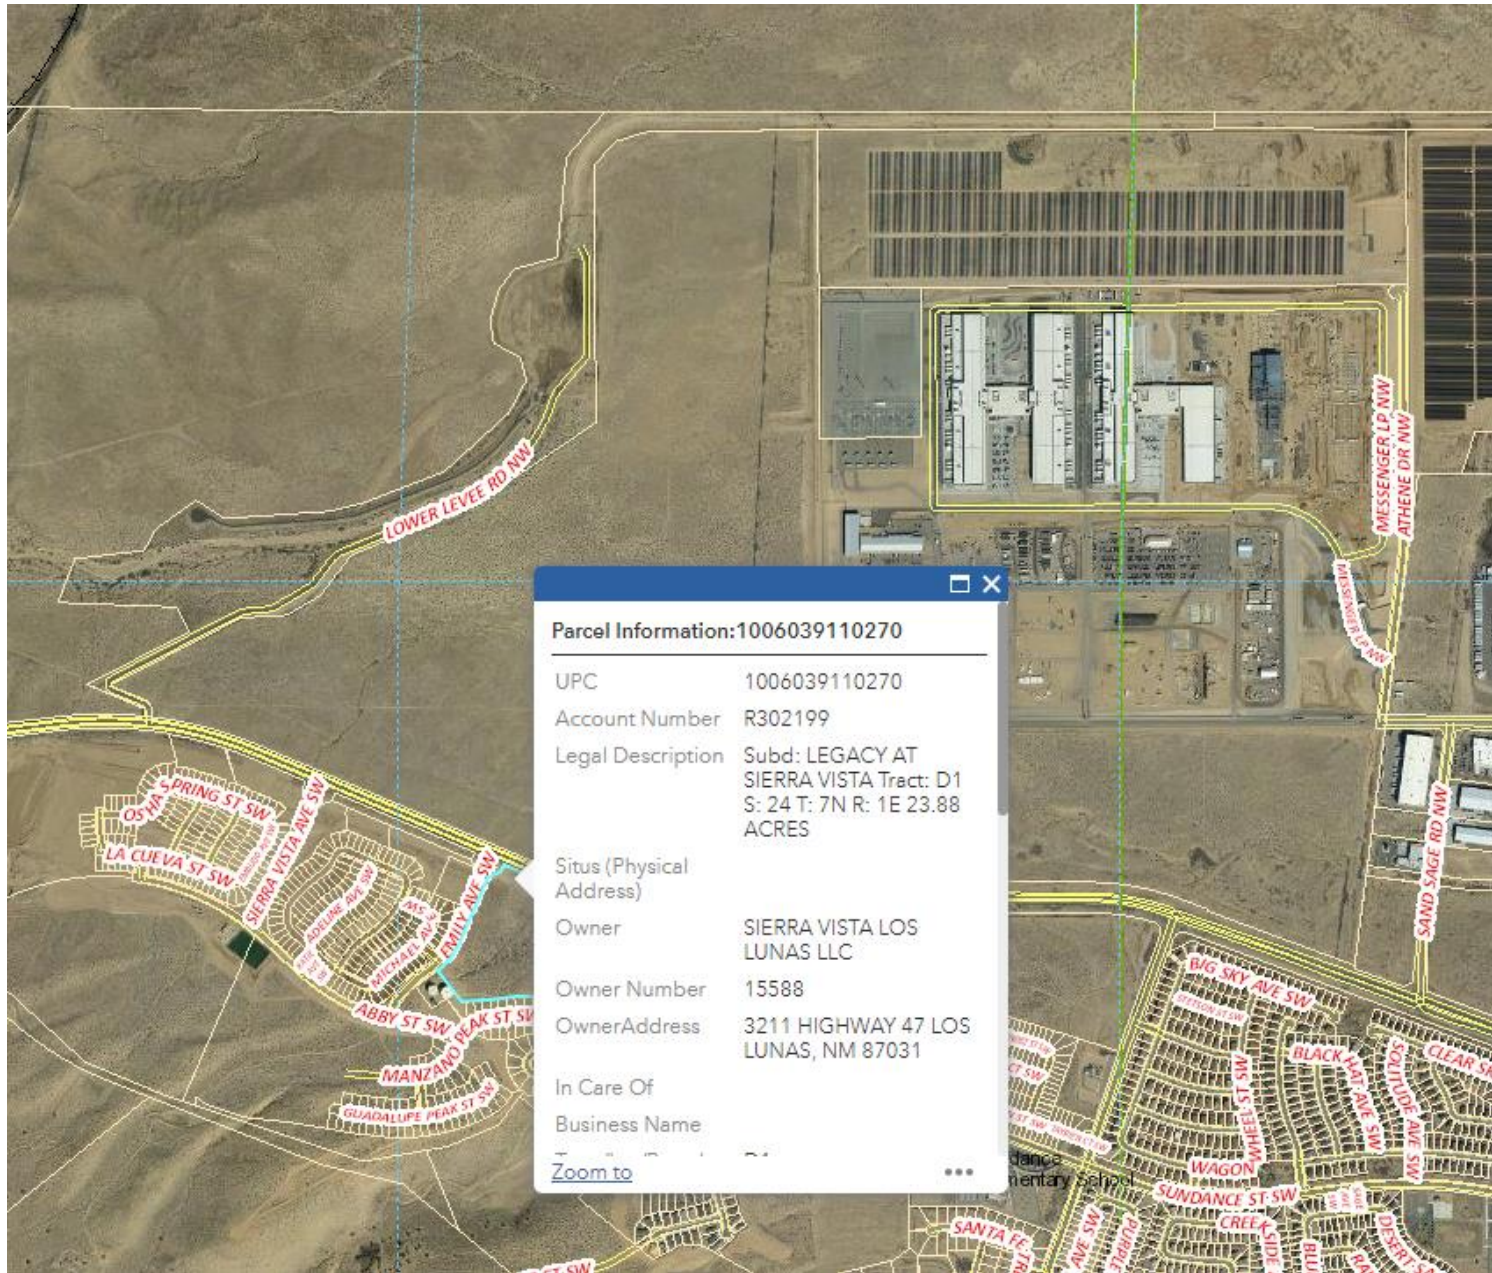 MESSENGER LP NW
ATHENE DR NW
LOWER LEVEE RD NW
MESSENGER LP NW
Parcel Information:1006039110270
UPC 1006039110270
Account Number R302199
Legal Description Subd: LEGACY AT
SIERRA VISTA Tract: D1
S: 24 T: 7N R: 1E 23.88
ACRES
Situs (Physical
Address)
Owner SIERRA VISTA LOS
LUNAS LLC
Owner Number 15588
OwnerAddress 3211 HIGHWAY 47 LOS
LUNAS, NM 87031
In Care Of
Business Name
Zoom to
SPRING ST SW
LA CUEVA ST SW
SIERRA VISTA AVE SW
ADELINE AVE SW
MICHAEL AV
EMILY AVE SW
ABBY ST SW
MANZANO PEAK ST SW
GUADALUPE PEAK ST SW
SAND SAGE RD NW
BIG SKY AVE SW
STETSON ST SW
BLACK HAT AVE SW
SOLITUDE AVE SW
CLEAR
WHEEL ST SW
WAGON
SUNDANCE ST SW
CREEKSIDE
DESERT
SANTA FE
AVE SW
PURPLE
ST SW